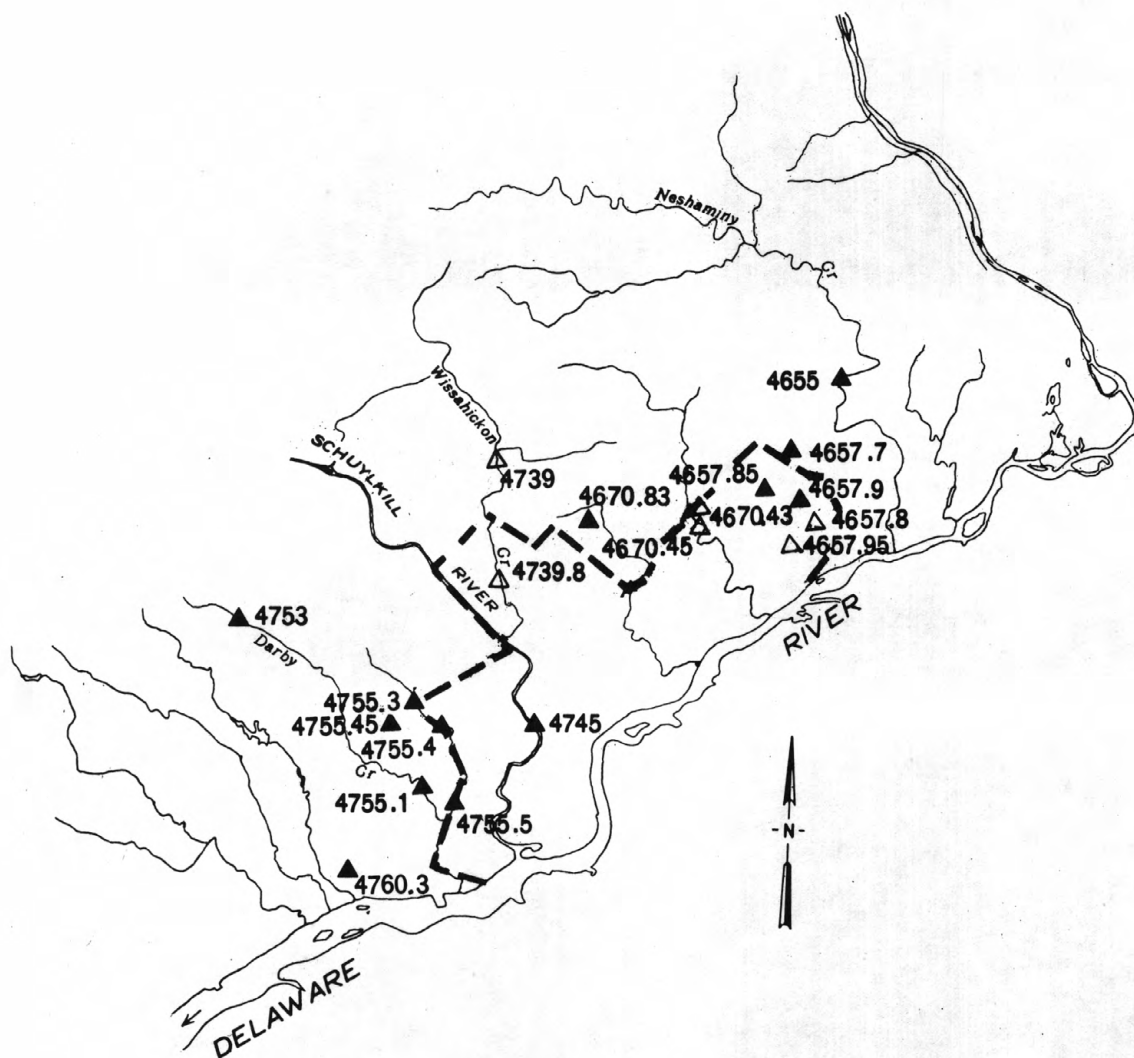 Neshaminy
Cr
4655
Wissahickon
4657.7
SCHUYLKILL
4739
4657.85
4670.83
4657.9
4670.43
4657.8
4670.45
4657.95
Cr
4739.8
RIVER
4753
RIVER
Darby
4755.3
4755.45
4745
4755.4
Cr
4755.1
4755.5
-N-
4760.3
DELAWARE